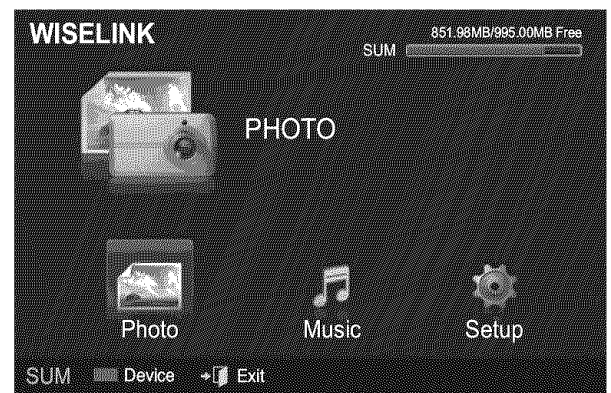 WISELINK
851.98MB/995.00MB Free
SUM
PHOTO
Photo Music Setup
SUM Device Exit